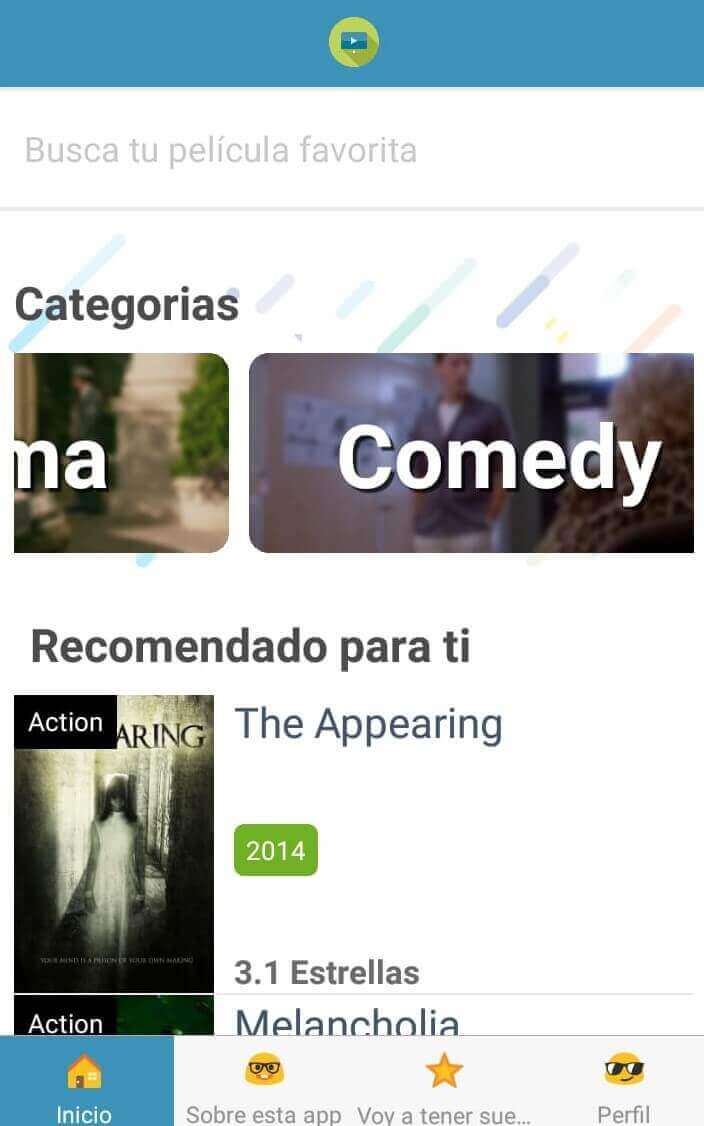 Busca tu película favorita
Categorias
ma
Comedy
Recomendado para ti
Action
ARING
YOUR MIND IS A PRISON OF YOUR OWN MAKING
The Appearing
2014
3.1 Estrellas
Action
Melancholia
Inicio
Sobre esta app
Voy a tener sue...
Perfil